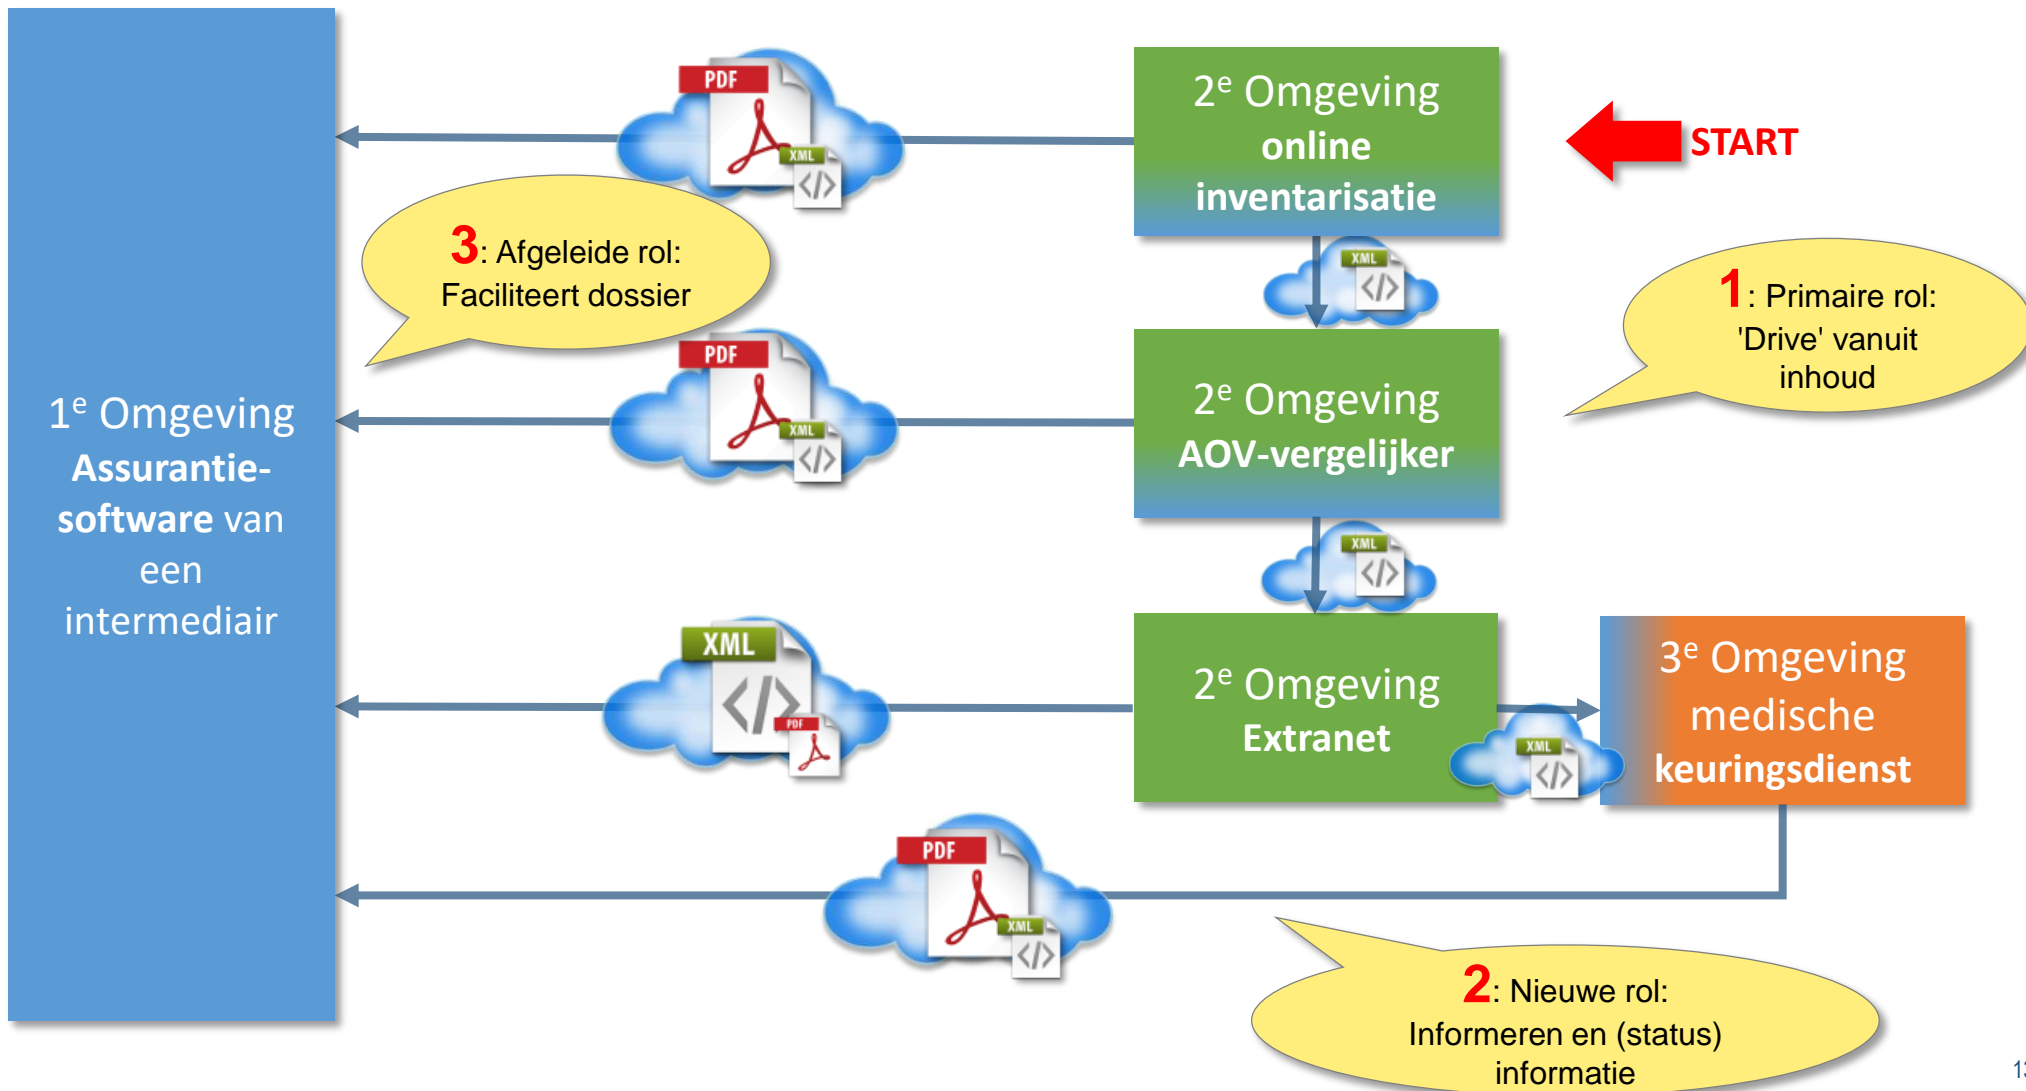 1e Omgeving
Assurantie-
software van
een
intermediair
PDF
XML
</>
2e Omgeving
online
inventarisatie
START
XML
</>
3: Afgeleide rol:
Faciliteert dossier
1: Primaire rol:
'Drive' vanuit
inhoud
PDF
XML
</>
2e Omgeving
AOV-vergelijker
XML
</>
XML
</>
PDF
2e Omgeving
Extranet
XML
</>
3e Omgeving
medische
keuringsdienst
PDF
XML
</>
2: Nieuwe rol:
Informeren en (status)
informatie